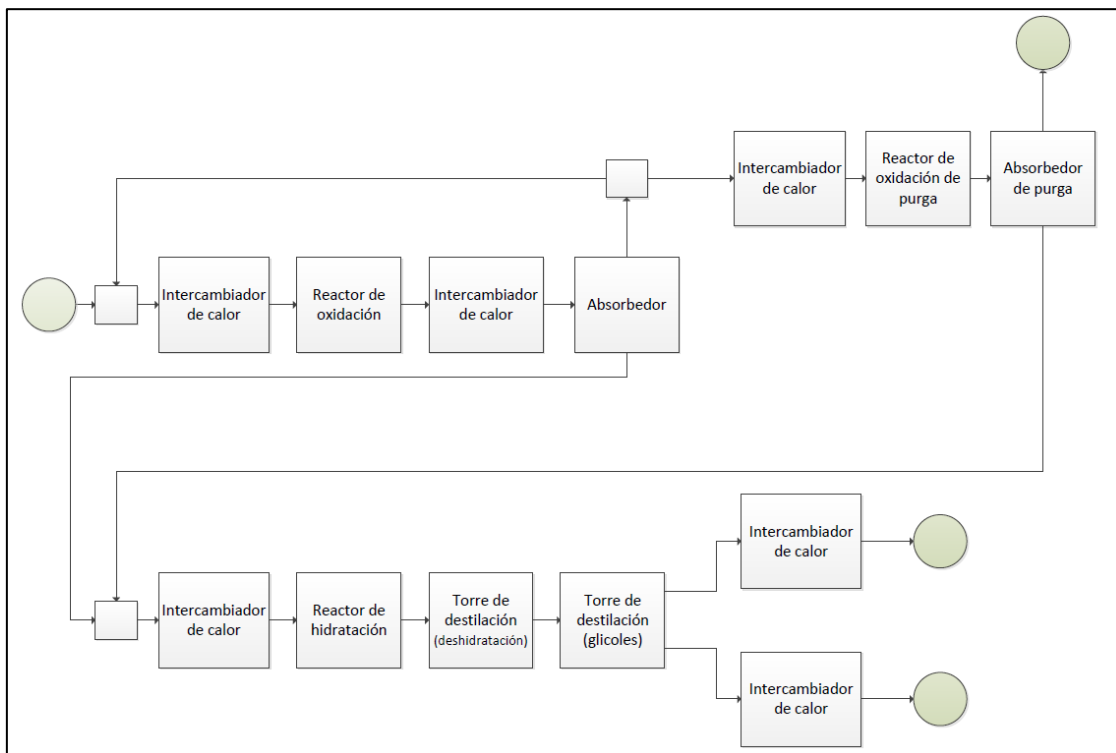 Intercambiador
de calor
Reactor de
oxidación de
purga
Absorbedor
de purga
Intercambiador
de calor
Reactor de
oxidación
Intercambiador
de calor
Absorbedor
Intercambiador
de calor
Intercambiador
de calor
Reactor de
hidratación
Torre de
destilación
(deshidratación)
Torre de
destilación
(glicoles)
Intercambiador
de calor